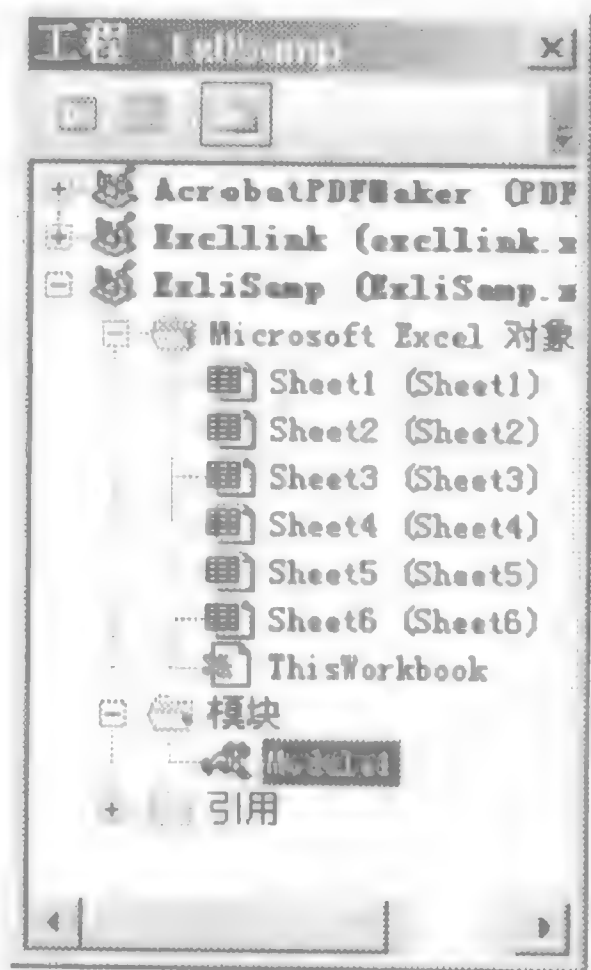 工程 -
AcrobatPDFMaker (PDF
Excllink (excllink.x
ExliSamp (ExliSamp.x
Microsoft Excel 对象
Sheet1 (Sheet1)
Sheet2 (Sheet2)
Sheet3 (Sheet3)
Sheet4 (Sheet4)
Sheet5 (Sheet5)
Sheet6 (Sheet6)
ThisWorkbook
模块
引用